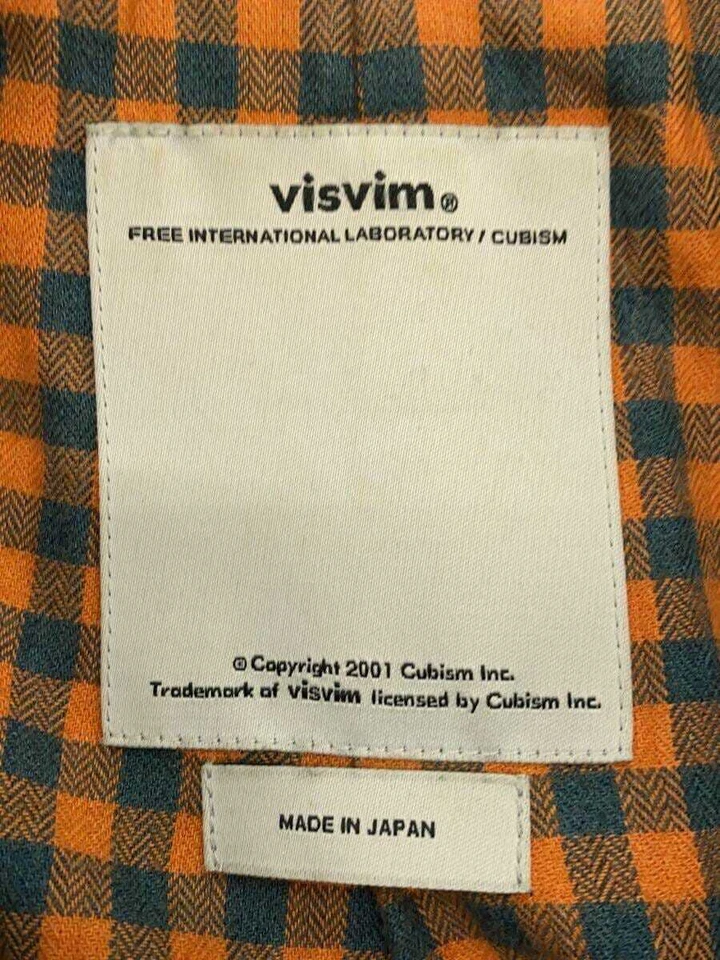 visvim®
FREE INTERNATIONAL LABORATORY / CUBISM
© Copyright 2001 Cubism Inc.
Trademark of visvim licensed by Cubism Inc.
MADE IN JAPAN